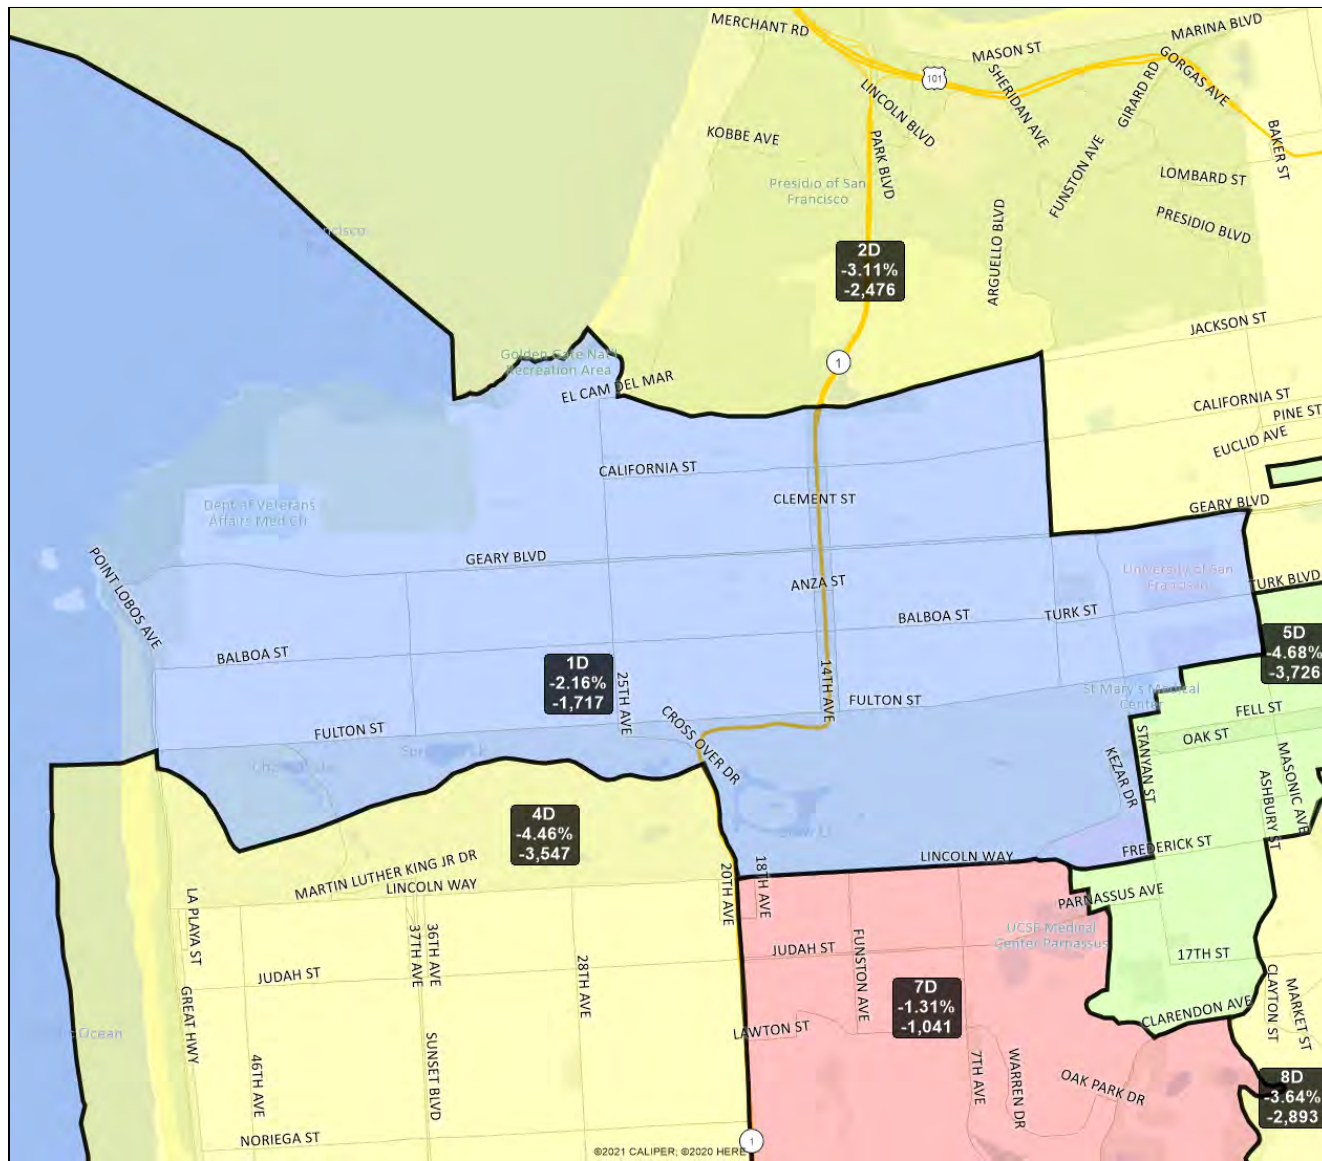 MERCHANT RD
MASON ST
MARINA BLVD
101
SHERIDAN AVE
GIRARD RD
GORGAS AVE
LINCOLN BLVD
KOBBE AVE
PARK BLVD
FUNSTON AVE
BAKER ST
LOMBARD ST
Presidio of San
Francisco
PRESIDIO BLVD
ARGUELLO BLVD
2D
-3.11%
-2,476
JACKSON ST
1
Golden Gate Nat'l
Recreation Area
EL CAM DEL MAR
CALIFORNIA ST
PINE ST
EUCLID AVE
CALIFORNIA ST
CLEMENT ST
GEARY BLVD
Dept of Veterans
Affairs Med Ctr
GEARY BLVD
POINT LOBOS AVE
ANZA ST
University of San
Francisco
TURK BLVD
BALBOA ST
TURK ST
BALBOA ST
1D
-2.16%
-1,717
25TH AVE
14TH AVE
5D
-4.68%
-3,726
FULTON ST
St Mary's Medical
Center
FULTON ST
CROSS OVER DR
FELL ST
OAK ST
STANYAN ST
KEZAR DR
MASONIC AVE
ASHBURY ST
4D
-4.46%
-3,547
FREDERICK ST
LINCOLN WAY
MARTIN LUTHER KING JR DR
LINCOLN WAY
20TH AVE
18TH AVE
PARNASSUS AVE
LA PLAYA ST
37TH AVE
36TH AVE
UCSF Medical
Center Parnassus
JUDAH ST
JUDAH ST
FUNSTON AVE
17TH ST
28TH AVE
7D
-1.31%
-1,041
GREAT HWY
LAWTON ST
CLARENDON AVE
CLAYTON ST
MARKET ST
Ocean
46TH AVE
SUNSET BLVD
7TH AVE
WARREN DR
OAK PARK DR
8D
-3.64%
-2,893
NORIEGA ST
1
©2021 CALIPER; ©2020 HERE